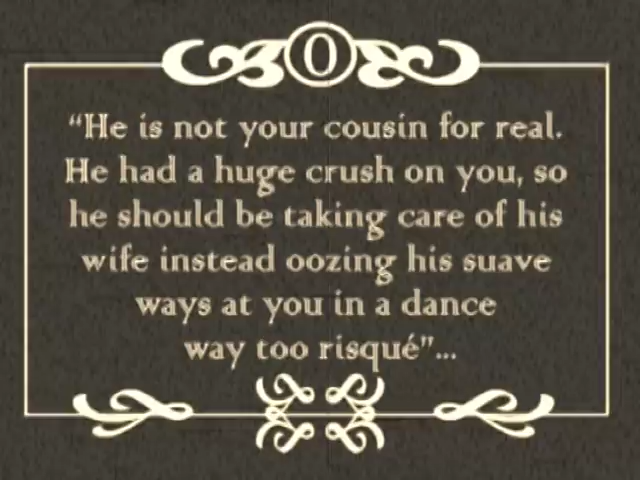 O
"He is not your cousin for real.
He had a huge crush on you, so
he should be taking care of his
wife instead oozing his suave
ways at you in a dance
way too risqué"...